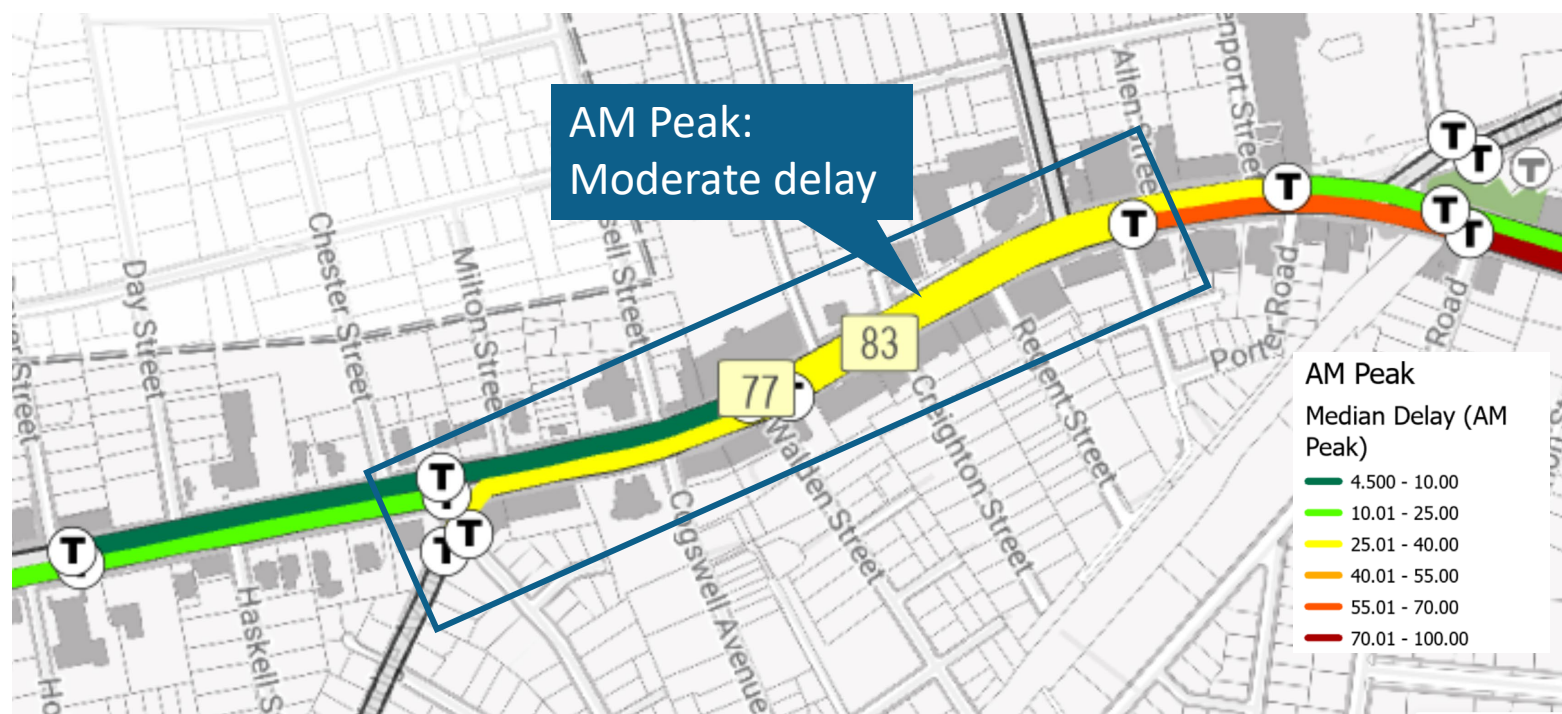 AM Peak:
Moderate delay
Allen Street
Chester Street
Day Street
Milton Street
83
77
Regent Street
Porter Road
Road
Creighton Street
Walden Street
Cogswell Avenue
Haskell S
AM Peak
Median Delay (AM
Peak)
4.500 - 10.00
10.01 - 25.00
25.01 - 40.00
40.01 - 55.00
55.01 - 70.00
70.01 - 100.00
T
T
T
T
T
T
T
T
T
T
T